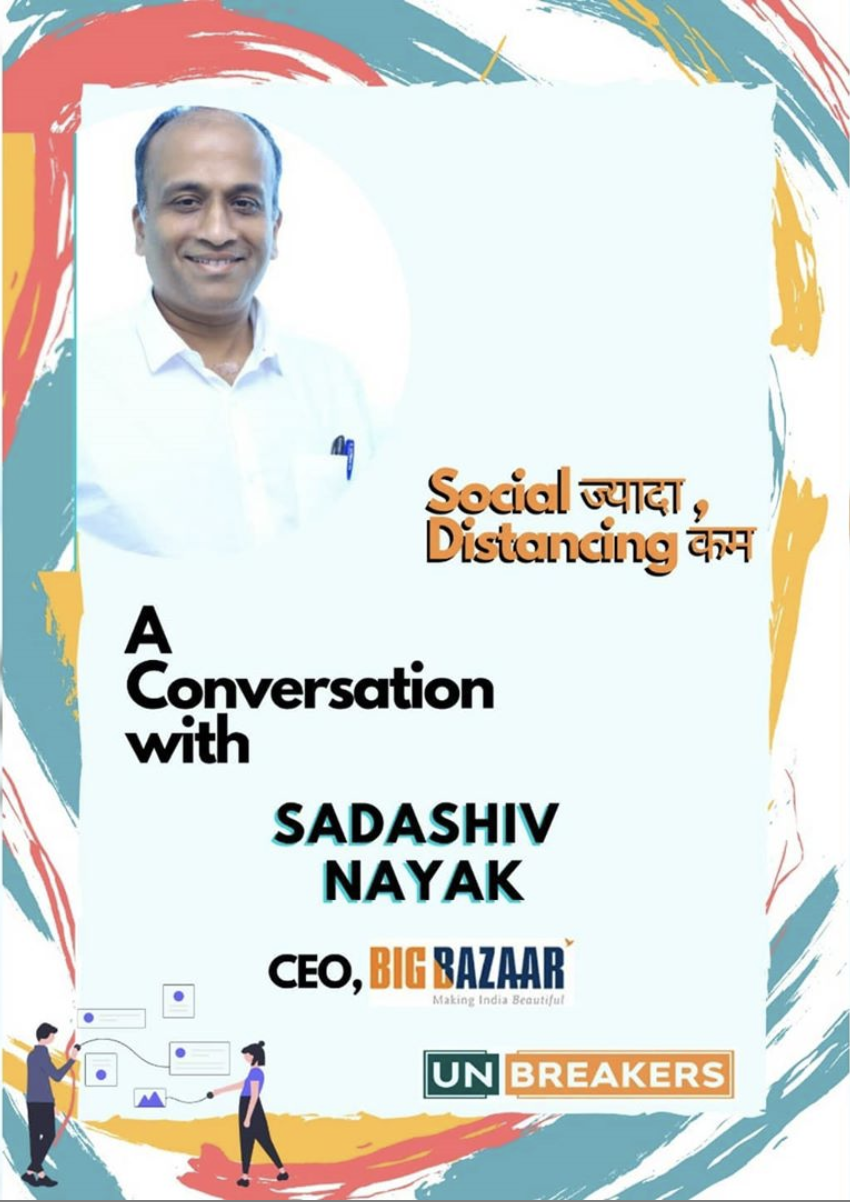 Social ज्यादा ,
Distancing कम
A
Conversation
with
SADASHIV
NAYAK
CEO, BIG BAZAAR
Making India Beautiful
UN BREAKERS